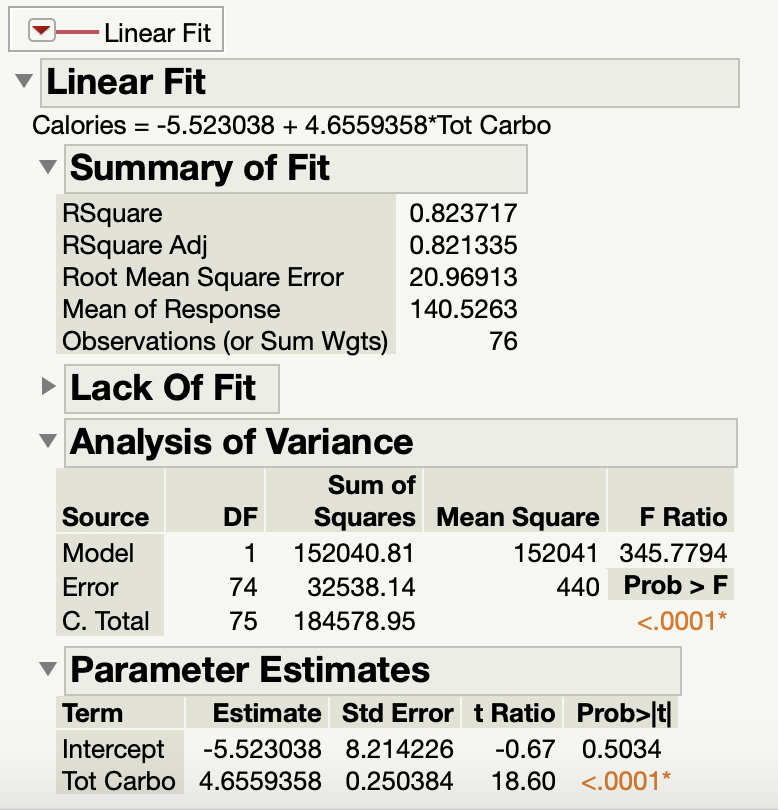 Linear Fit
Linear Fit
Calories = -5.523038 + 4.6559358*Tot Carbo
Summary of Fit
RSquare 0.823717
RSquare Adj 0.821335
Root Mean Square Error 20.96913
Mean of Response 140.5263
Observations (or Sum Wgts) 76
Lack Of Fit
Analysis of Variance
Sum of
Source DF Squares Mean Square F Ratio
Model 1 152040.81 152041 345.7794
Error 74 32538.14 440 Prob > F
C. Total 75 184578.95 <.0001*
Parameter Estimates
Term Estimate Std Error t Ratio Prob>|t|
Intercept -5.523038 8.214226 -0.67 0.5034
Tot Carbo 4.6559358 0.250384 18.60 <.0001*